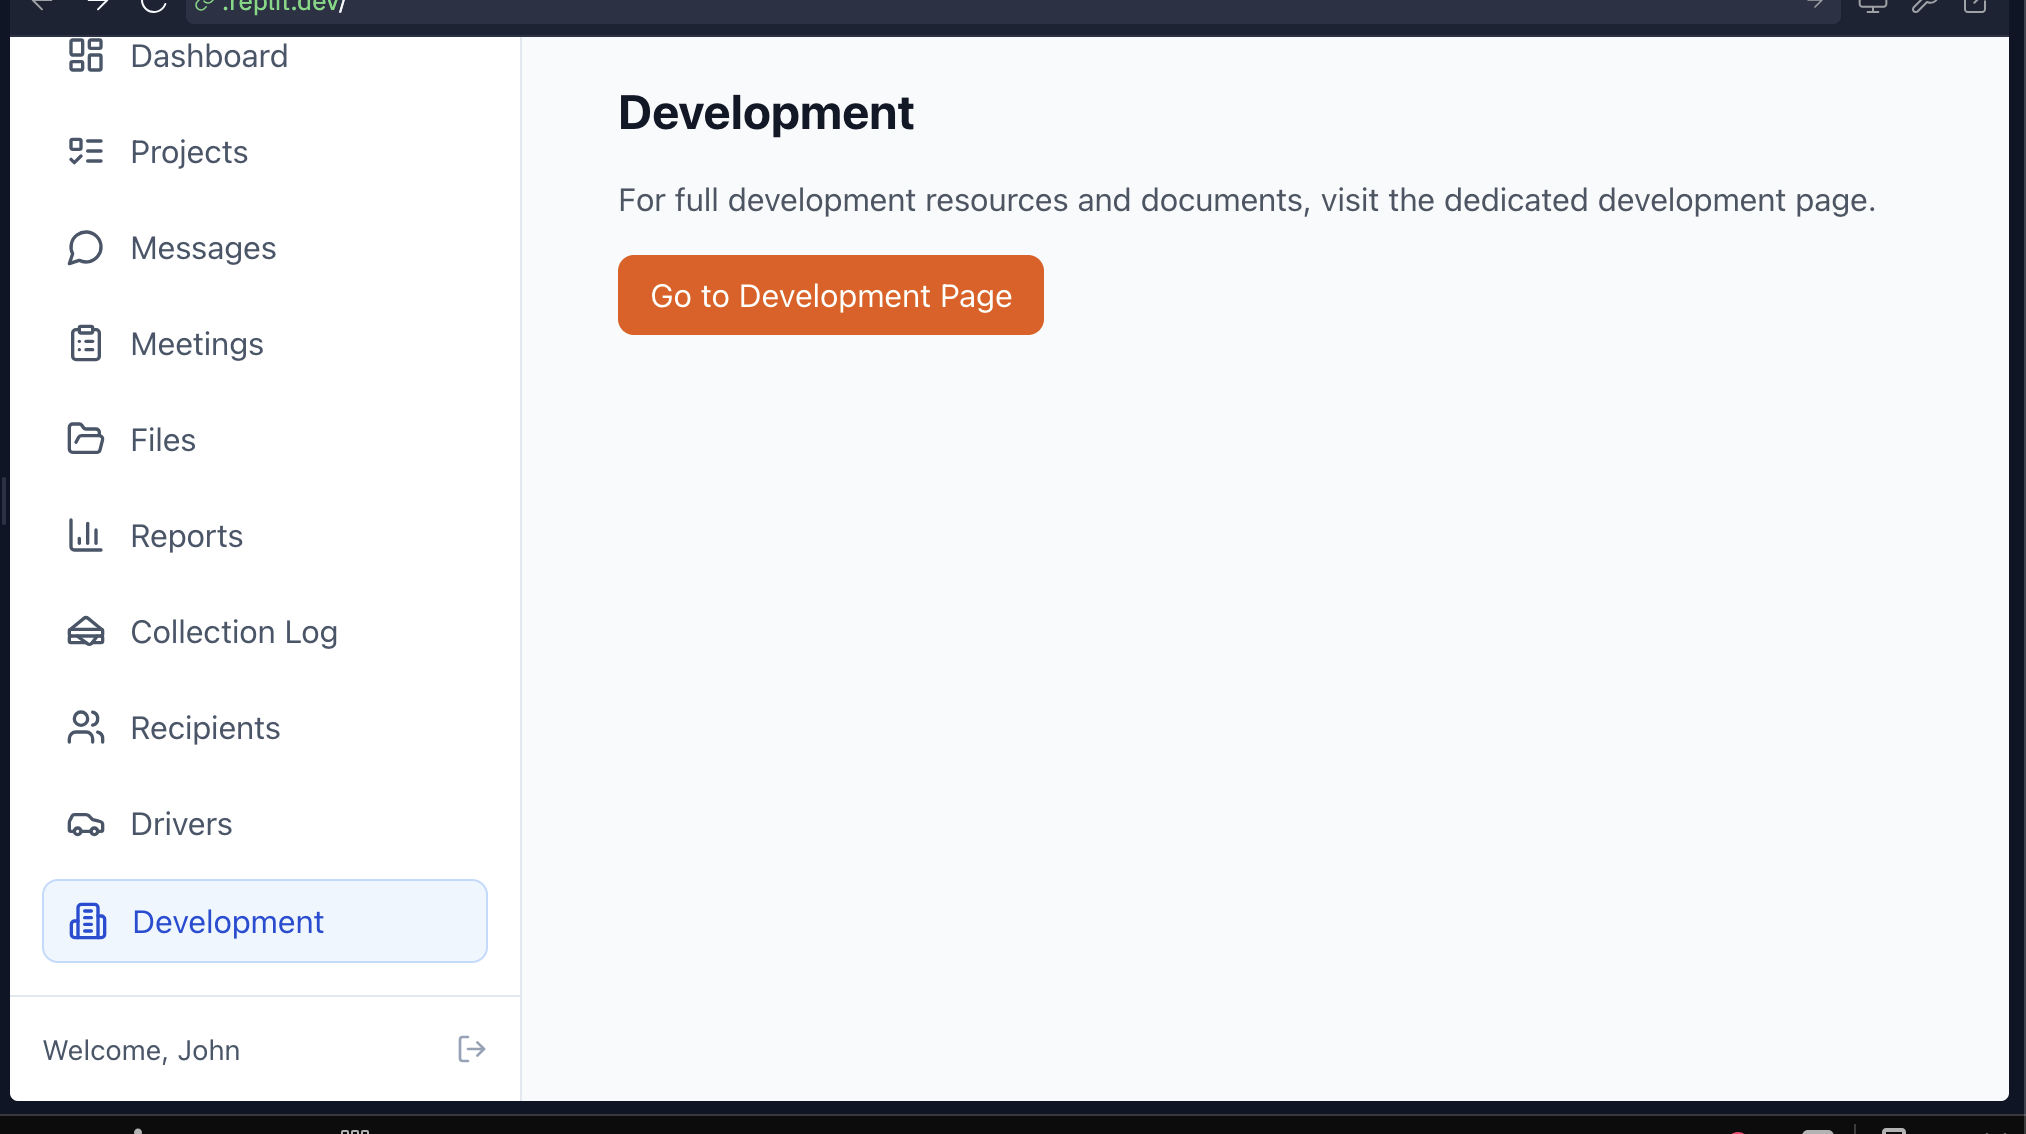 .replit.dev/
Dashboard
Projects
Messages
Meetings
Files
Reports
Collection Log
Recipients
Drivers
Development
Welcome, John
Development
For full development resources and documents, visit the dedicated development page.
Go to Development Page